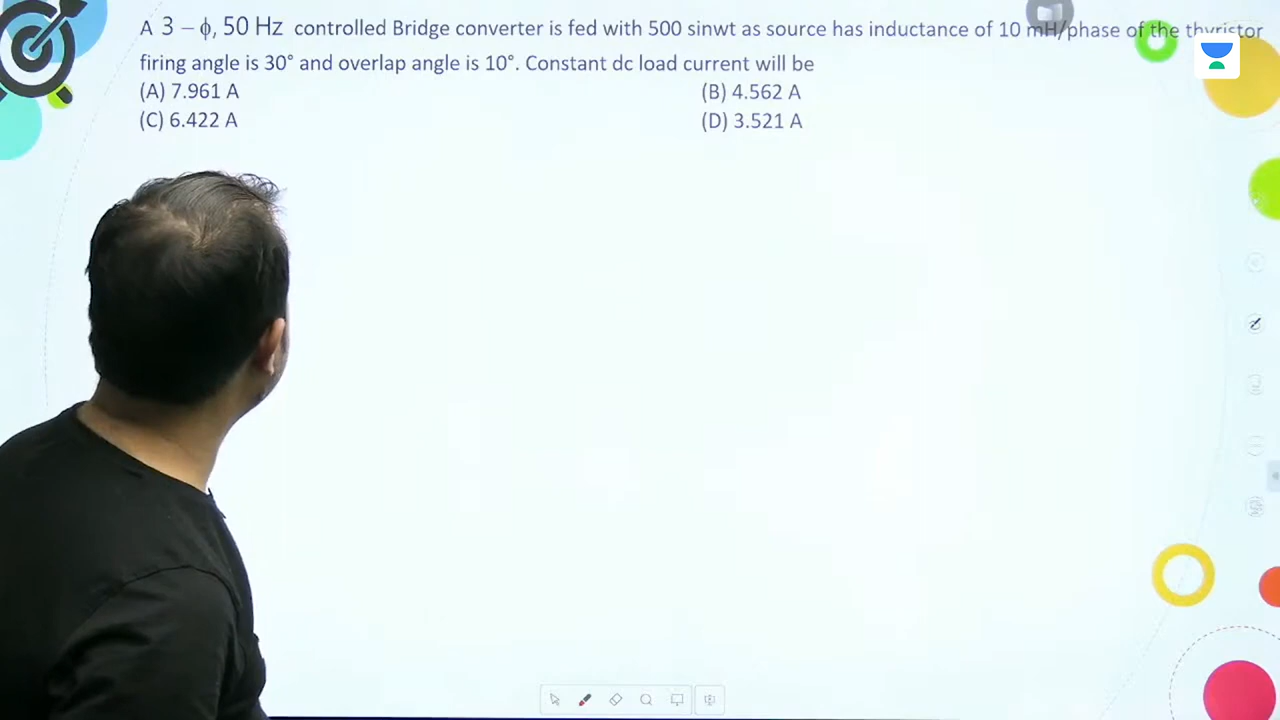 A 3 – ϕ, 50 Hz controlled Bridge converter is fed with 500 sinwt as source has inductance of 10 mH/phase of the thyristor
firing angle is 30° and overlap angle is 10°. Constant dc load current will be
(A) 7.961 A (B) 4.562 A
(C) 6.422 A (D) 3.521 A